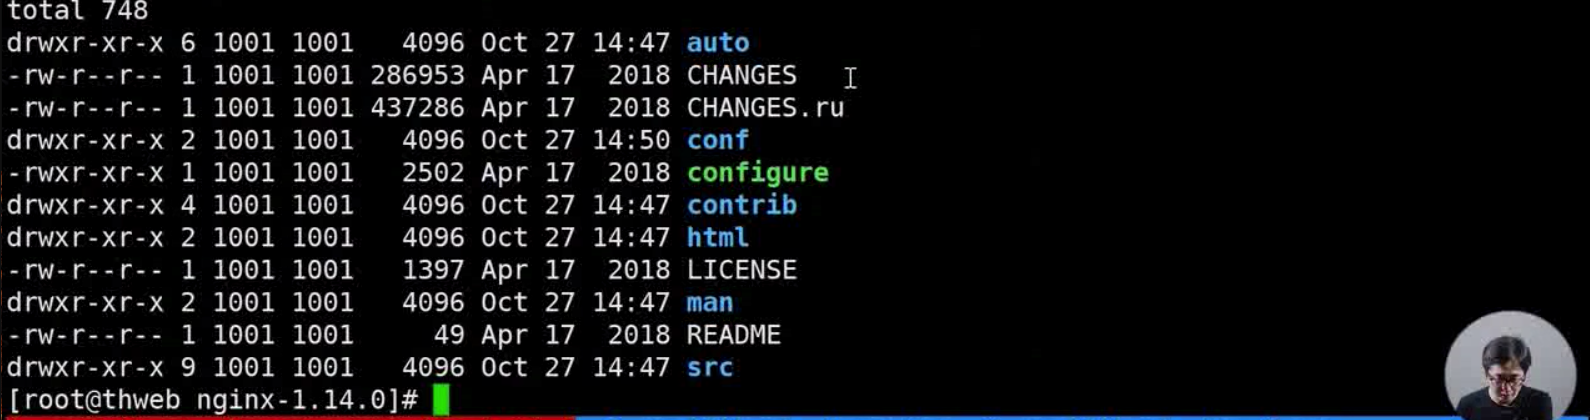 total 748
drwxr-xr-x 6 1001 1001   4096 Oct 27 14:47 auto
-rw-r--r-- 1 1001 1001 286953 Apr 17  2018 CHANGES
-rw-r--r-- 1 1001 1001 437286 Apr 17  2018 CHANGES.ru
drwxr-xr-x 2 1001 1001   4096 Oct 27 14:50 conf
-rwxr-xr-x 1 1001 1001   2502 Apr 17  2018 configure
drwxr-xr-x 4 1001 1001   4096 Oct 27 14:47 contrib
drwxr-xr-x 2 1001 1001   4096 Oct 27 14:47 html
-rw-r--r-- 1 1001 1001   1397 Apr 17  2018 LICENSE
drwxr-xr-x 2 1001 1001   4096 Oct 27 14:47 man
-rw-r--r-- 1 1001 1001     49 Apr 17  2018 README
drwxr-xr-x 9 1001 1001   4096 Oct 27 14:47 src
[root@thweb nginx-1.14.0]#